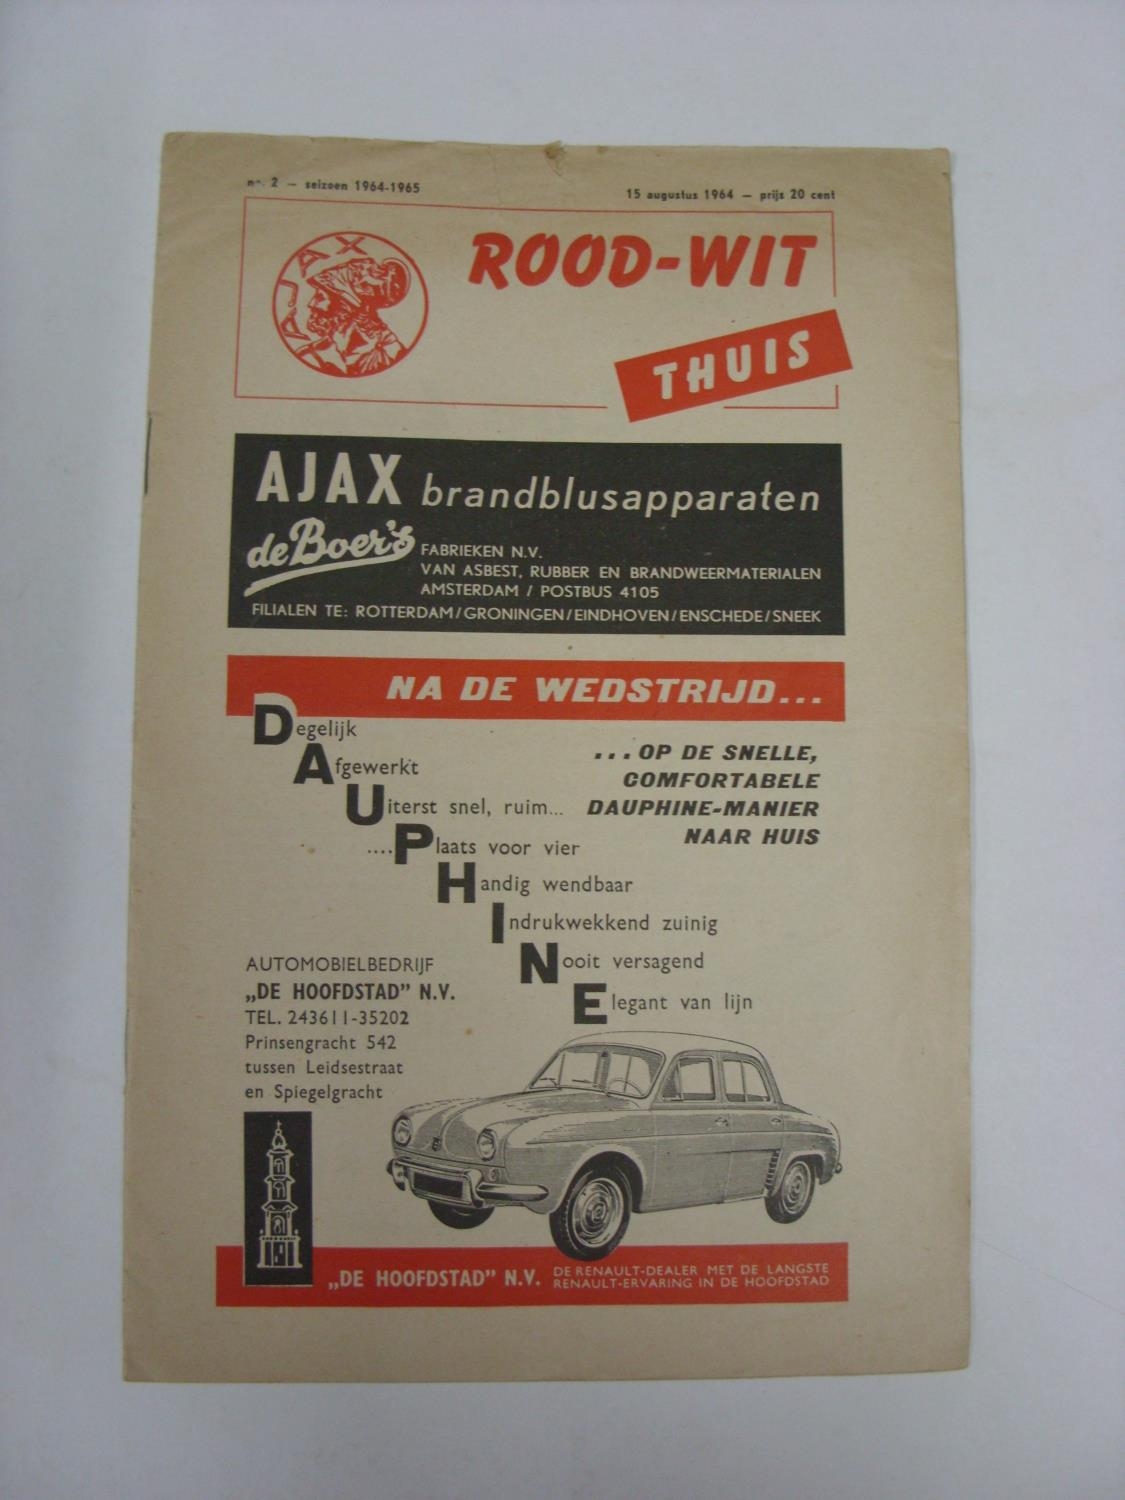 no. 2 — seizoen 1964-1965
15 augustus 1964 — prijs 20 cent
AJAX
ROOD-WIT
THUIS
AJAX brandblusapparaten
de Boer's
FABRIEKEN N.V.
VAN ASBEST, RUBBER EN BRANDWEERMATERIALEN
AMSTERDAM / POSTBUS 4105
FILIALEN TE: ROTTERDAM/GRONINGEN/EINDHOVEN/ENSCHEDE/SNEEK
NA DE WEDSTRIJD...
Degelijk
Afgewerkt
Uiterst snel, ruim...
....Plaats voor vier
Handig wendbaar
Indrukwekkend zuinig
Nooit versagend
Elegant van lijn
...OP DE SNELLE,
COMFORTABELE
DAUPHINE-MANIER
NAAR HUIS
AUTOMOBIELBEDRIJF
„DE HOOFDSTAD" N.V.
TEL. 243611-35202
Prinsengracht 542
tussen Leidsestraat
en Spiegelgracht
„DE HOOFDSTAD" N.V.
DE RENAULT-DEALER MET DE LANGSTE
RENAULT-ERVARING IN DE HOOFDSTAD